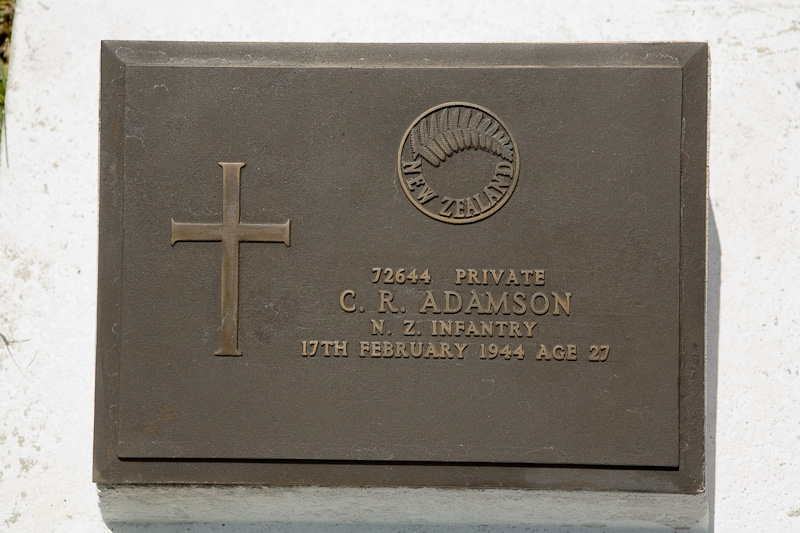 NEW ZEALAND
72644 PRIVATE
C. R. ADAMSON
N. Z. INFANTRY
17TH FEBRUARY 1944 AGE 27